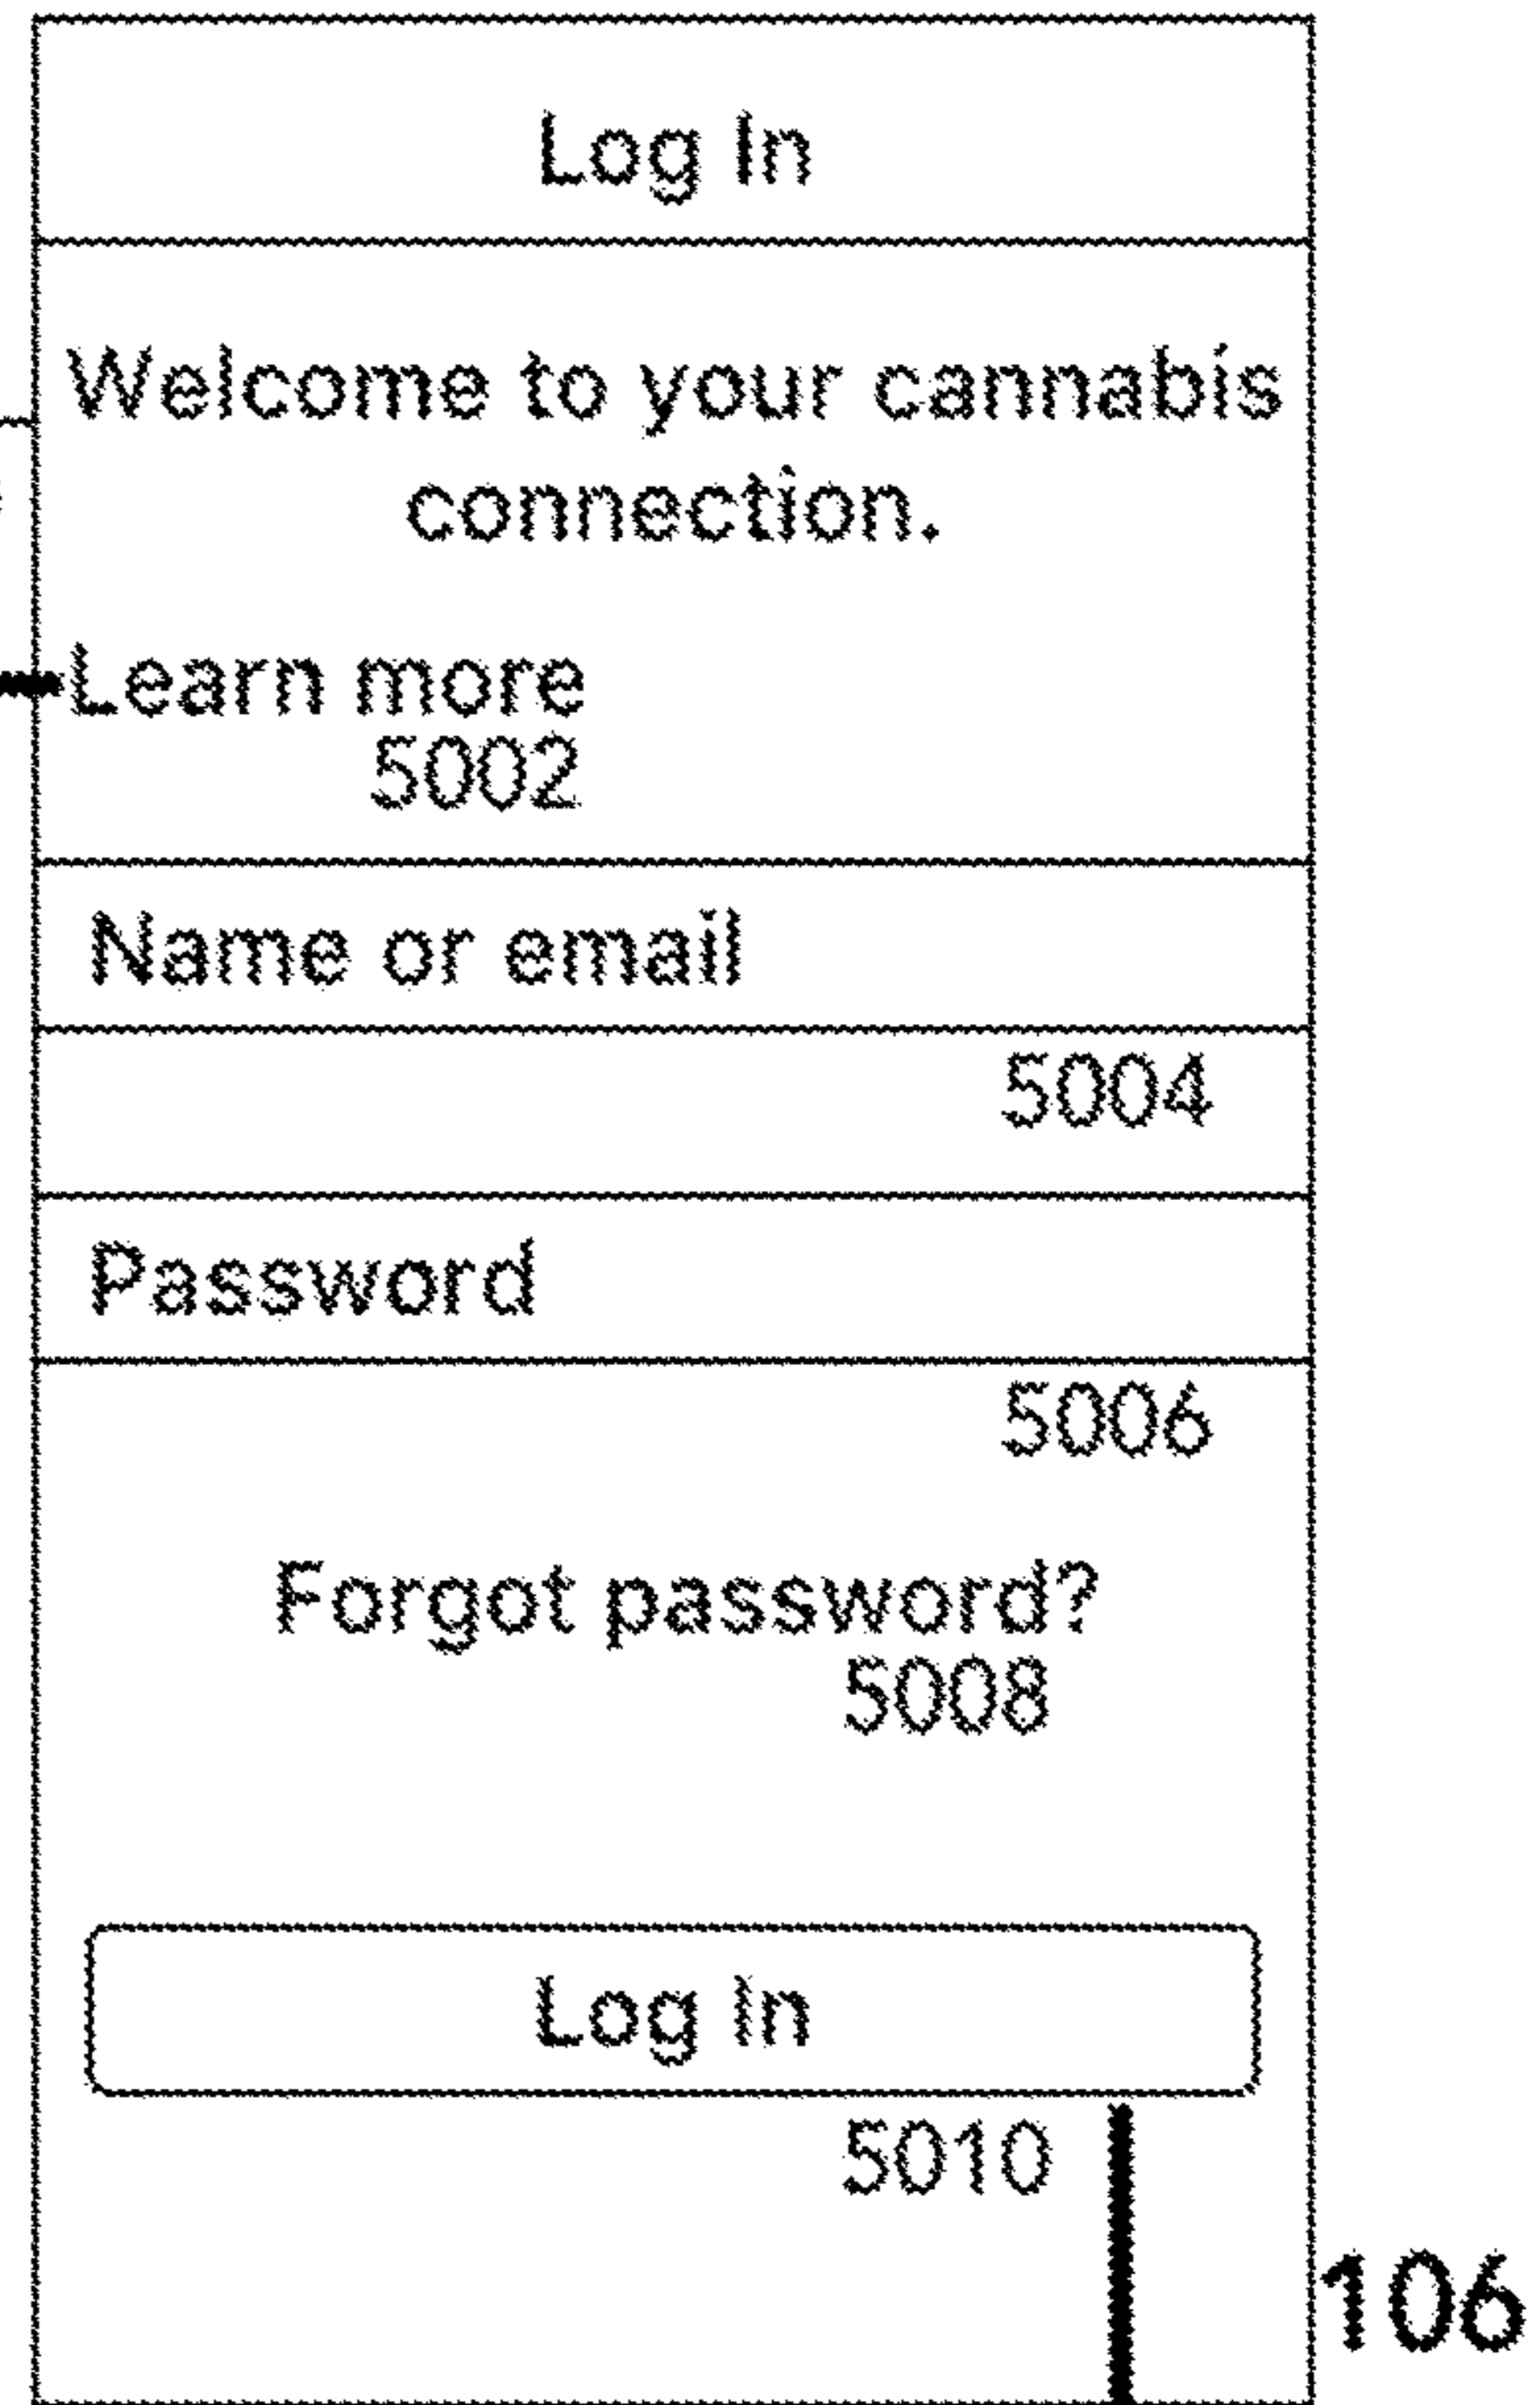 Log In
Welcome to your cannabis
connection.
Learn more
5002
Name or email
5004
Password
5006
Forgot password?
5008
Log In
5010
106